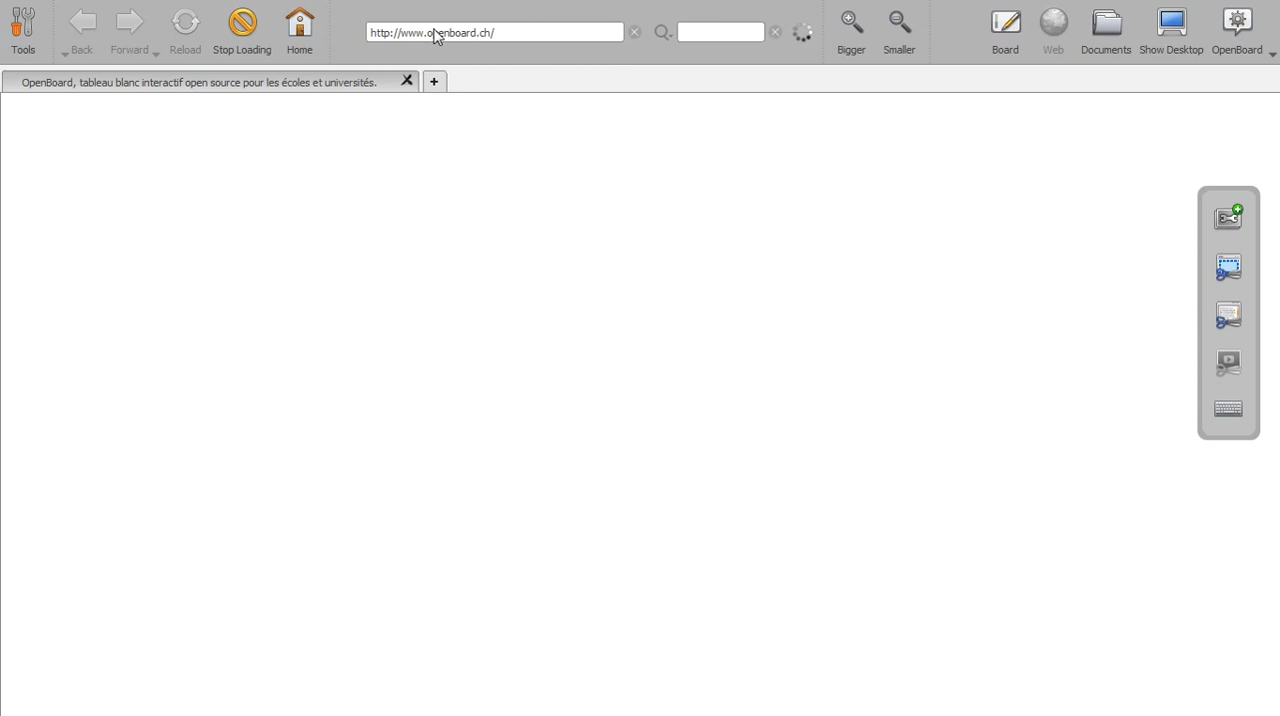 Tools
Back
Forward
Reload
Stop Loading
Home
http://www.openboard.ch/
Bigger
Smaller
Board
Web
Documents
Show Desktop
OpenBoard
OpenBoard, tableau blanc interactif open source pour les écoles et universités.